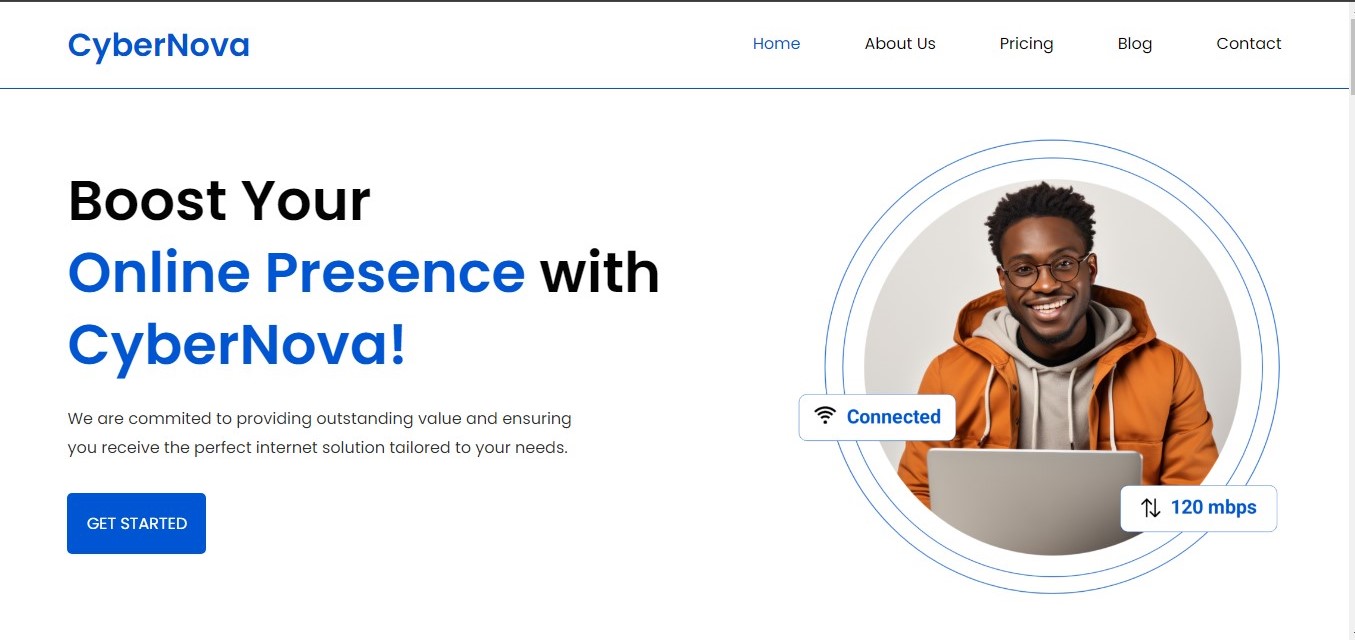 CyberNova
Home About Us Pricing Blog Contact
Boost Your
Online Presence with
CyberNova!
We are commited to providing outstanding value and ensuring
you receive the perfect internet solution tailored to your needs.
GET STARTED
Connected
120 mbps